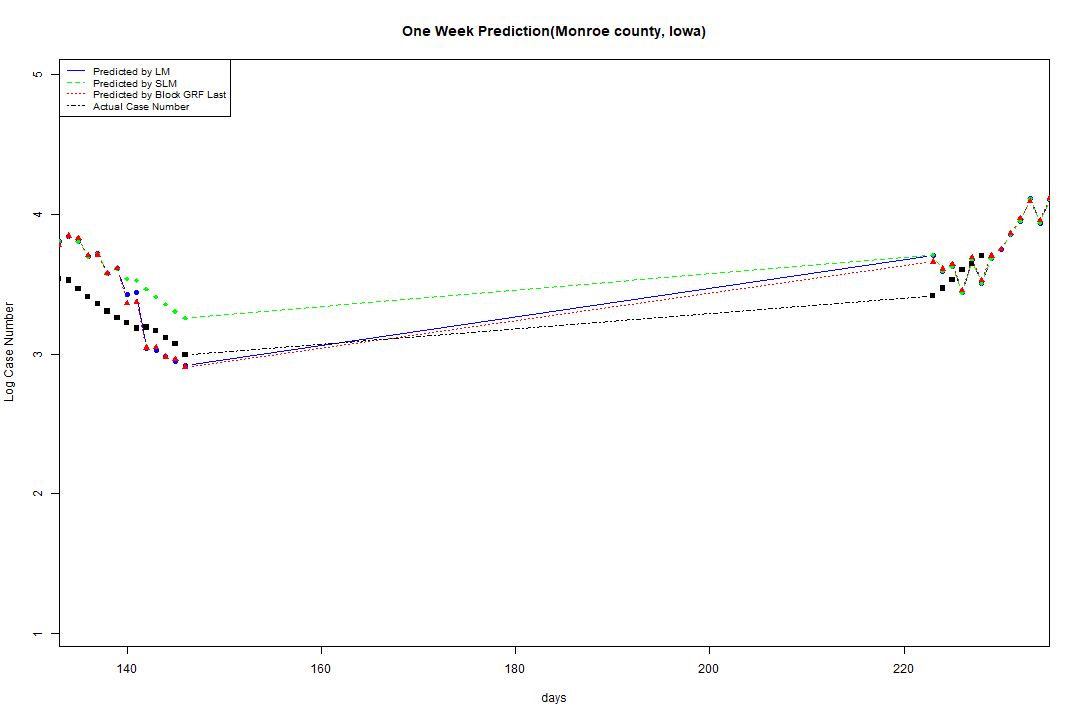 One Week Prediction(Monroe county, Iowa)
Predicted by LM
Predicted by SLM
Predicted by Block GRF Last
Actual Case Number
5
4
3
2
1
Log Case Number
140 160 180 200 220
days